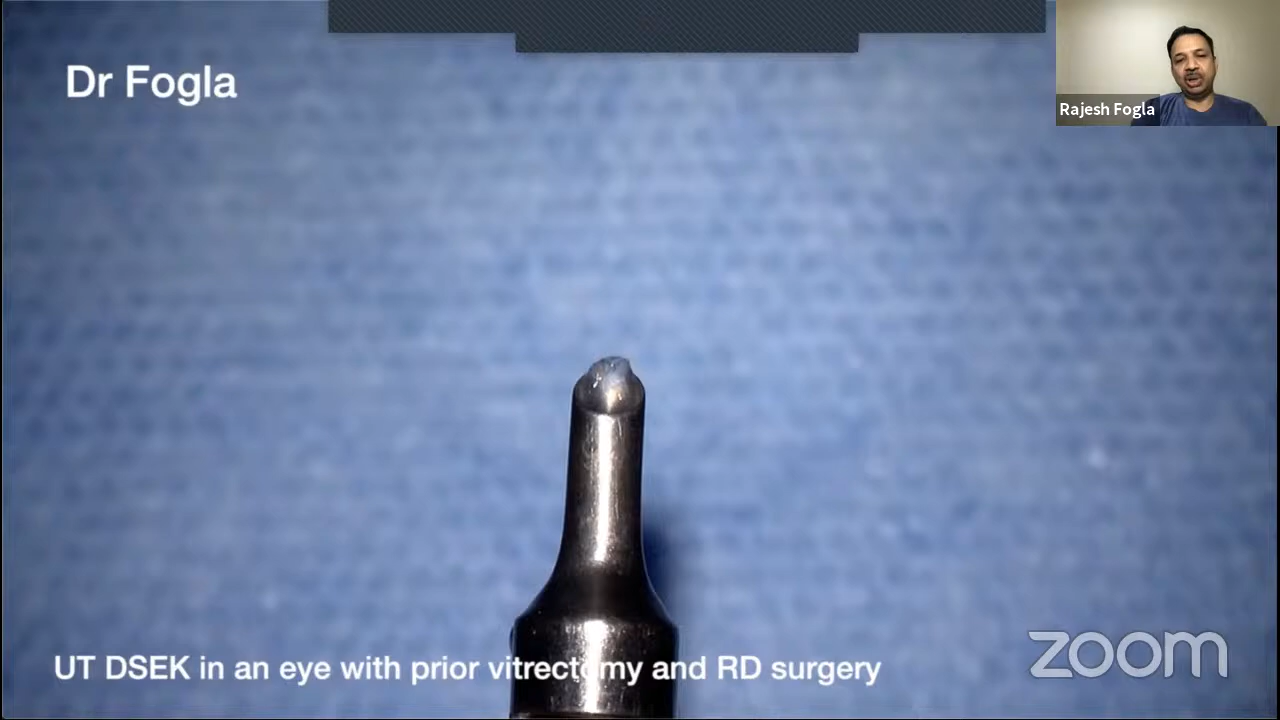 Dr Fogla
Rajesh Fogla
UT DSEK in an eye with prior vitrectomy and RD surgery
zoom